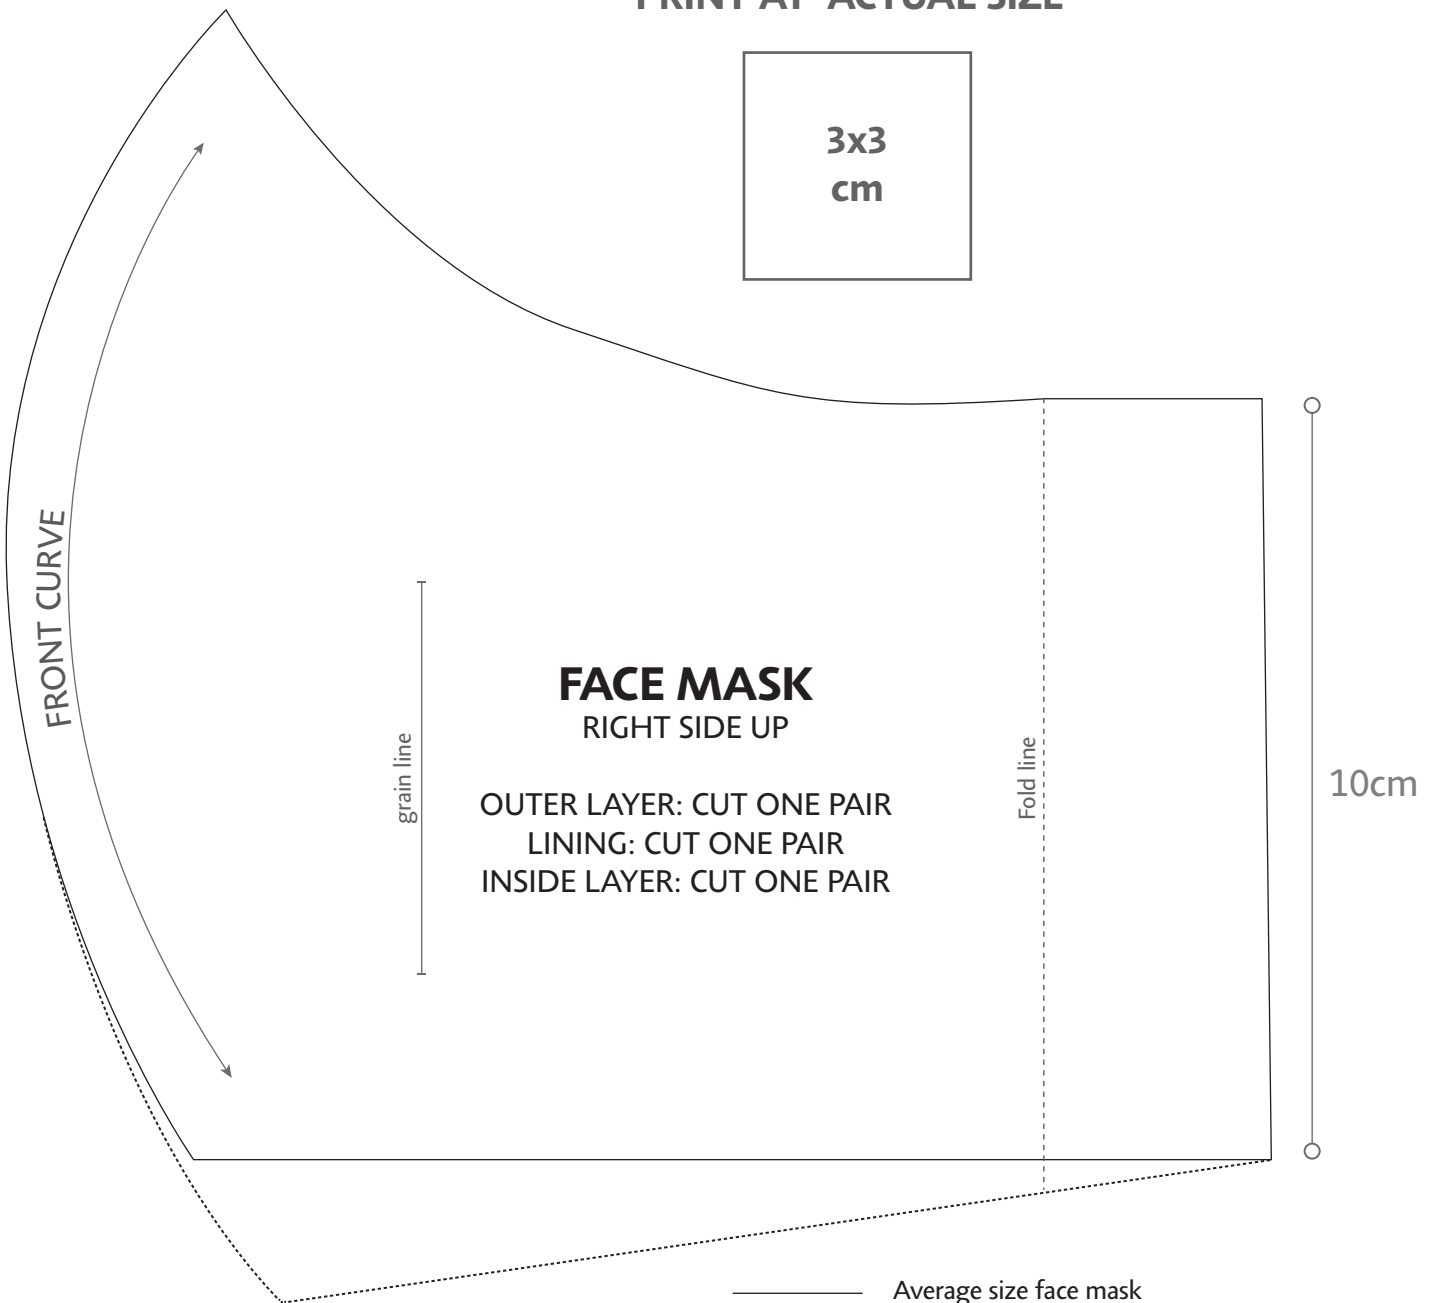 PRINT AT ACTUAL SIZE
3x3
cm
FRONT CURVE
grain line
FACE MASK
RIGHT SIDE UP
OUTER LAYER: CUT ONE PAIR
LINING: CUT ONE PAIR
INSIDE LAYER: CUT ONE PAIR
Fold line
10cm
Average size face mask